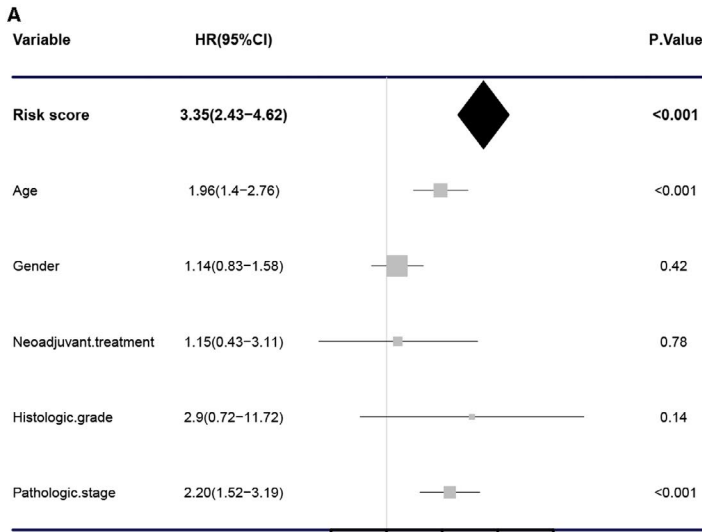 A
Variable HR(95%CI) P.Value
Risk score 3.35(2.43−4.62) <0.001
Age 1.96(1.4−2.76) <0.001
Gender 1.14(0.83−1.58) 0.42
Neoadjuvant.treatment 1.15(0.43−3.11) 0.78
Histologic.grade 2.9(0.72−11.72) 0.14
Pathologic.stage 2.20(1.52−3.19) <0.001